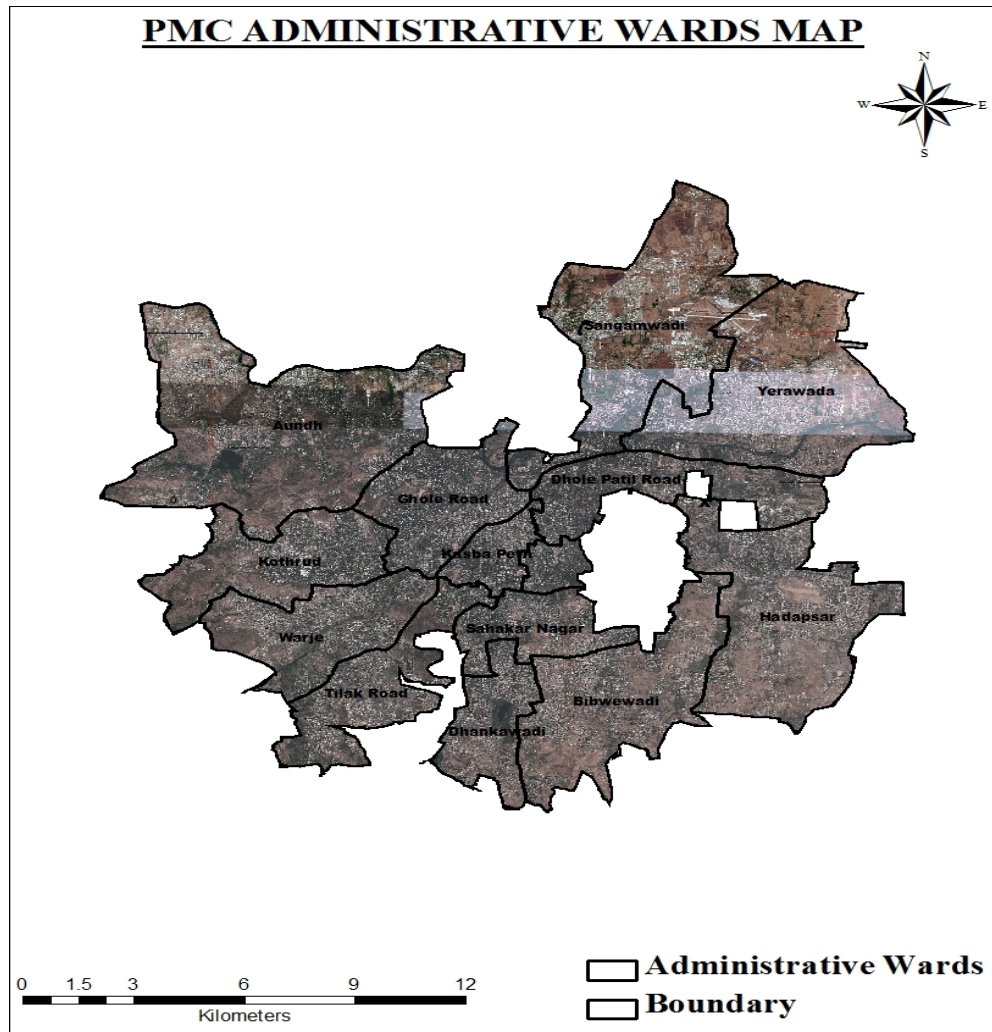 PMC ADMINISTRATIVE WARDS MAP
N
W E
S
Sangamwadi
Yerawada
Aundh
Dhole Patil Road
Ghole Road
Kasba Peth
Kothrud
Hadapsar
Sahakar Nagar
Warje
Tilak Road
Bibwewadi
Dhankawadi
0 1.5 3 6 9 12
Kilometers
Administrative Wards
Boundary